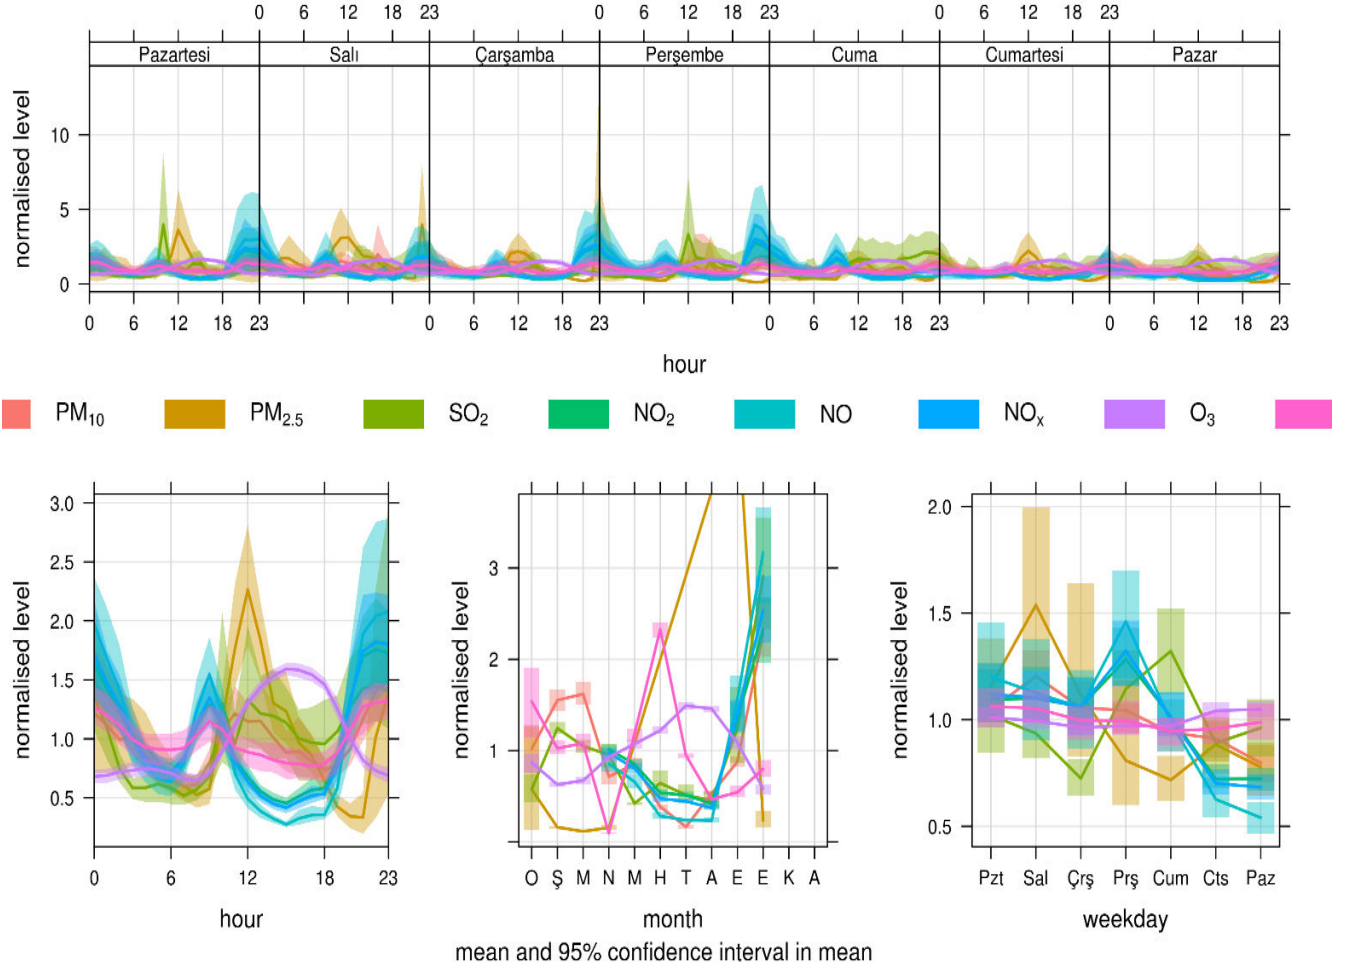 0 6 12 18 23 0 6 12 18 23 0 6 12 18 23
Pazartesi Salı Çarşamba Perşembe Cuma Cumartesi Pazar
normalised level
10
5
0
0 6 12 18 23 0 6 12 18 23 0 6 12 18 23 0 6 12 18 23
hour
PM10 PM2.5 SO2 NO2 NO NOx O3
normalised level
3.0
2.5
2.0
1.5
1.0
0.5
0 6 12 18 23
hour
normalised level
3
2
1
O Ş M N M H T A E E K A
month
normalised level
2.0
1.5
1.0
0.5
Pzt Sal Çrş Prş Cum Cts Paz
weekday
mean and 95% confidence interval in mean